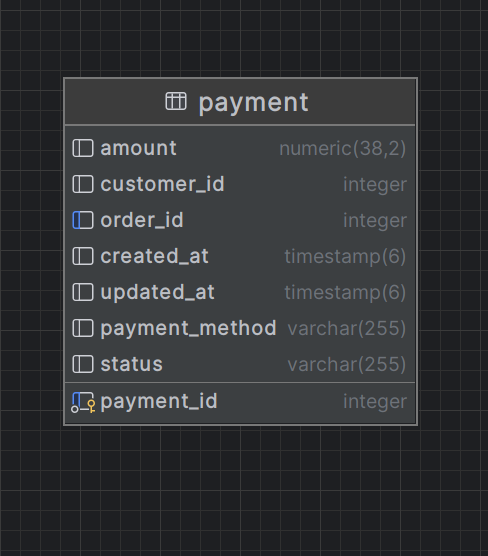 payment
amount numeric(38,2)
customer_id integer
order_id integer
created_at timestamp(6)
updated_at timestamp(6)
payment_method varchar(255)
status varchar(255)
payment_id integer